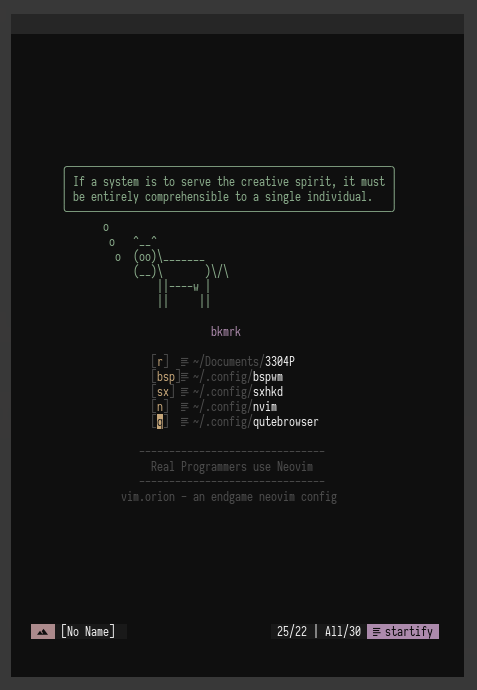 If a system is to serve the creative spirit, it must
be entirely comprehensible to a single individual.
o
o   ^__^
o  (oo)\_______
(__)\       )\/\
||----w |
||     ||
bkmrk
[r] ~/Documents/3304P
[bsp] ~/.config/bspwm
[sx] ~/.config/sxhkd
[n] ~/.config/nvim
[q] ~/.config/qutebrowser
-------------------------------
Real Programmers use Neovim
-------------------------------
vim.orion - an endgame neovim config
[No Name] 25/22 | All/30 startify